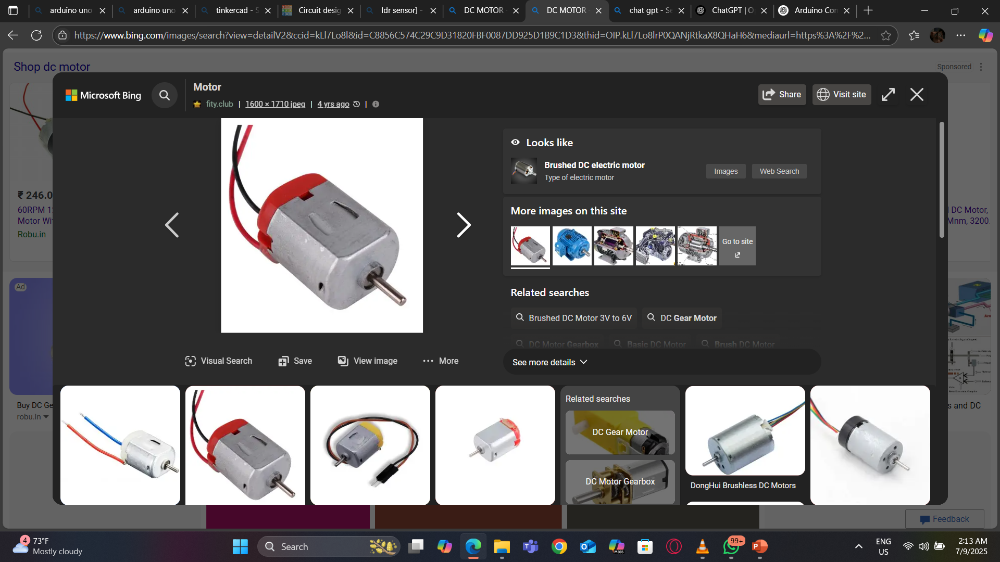 arduino uno
arduino uno
tinkercad - S
Circuit desig
ldr sensor] -
DC MOTOR
DC MOTOR
chat gpt - Se
ChatGPT | Op
Arduino Con
https://www.bing.com/images/search?view=detailV2&ccid=kLl7Lo8l&id=C8856C574C29C9D31820FBF0087DD925D1B9C1D3&thid=OIP.kLl7Lo8lrP0QANjRtkaX8QHaH6&mediaurl=https%3A%2F%2...
Shop dc motor
Sponsored
Microsoft Bing
Motor
fity.club | 1600 × 1710 jpeg | 4 yrs ago |
Share
Visit site
Looks like
Brushed DC electric motor
Type of electric motor
Images
Web Search
More images on this site
Go to site
Related searches
Brushed DC Motor 3V to 6V
DC Gear Motor
DC Motor Gearbox
Basic DC Motor
Brush DC Motor
See more details
Visual Search
Save
View image
More
₹ 246.0
60RPM 1
Motor Wi
Robu.in
DC Motor,
Mnm, 3200.
Ad
Buy DC Ge
robu.in
s and DC
Related searches
DC Gear Motor
DC Motor Gearbox
DongHui Brushless DC Motors
Feedback
4
73°F
Mostly cloudy
Search
M365
99+
ENG
US
2:13 AM
7/9/2025